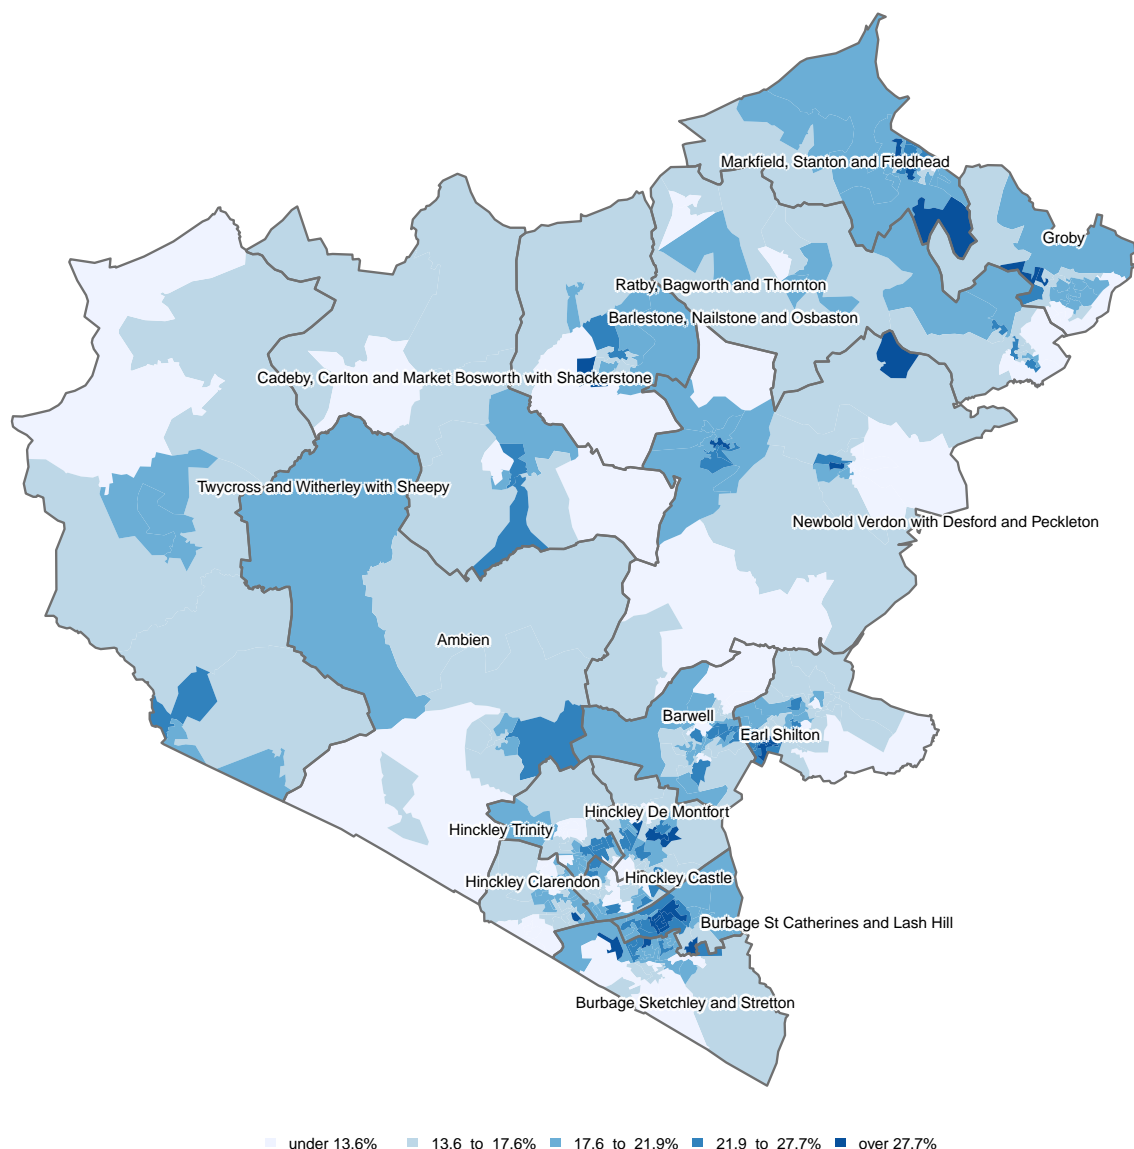 Markfield, Stanton and Fieldhead
Groby
Ratby, Bagworth and Thornton
Barlestone, Nailstone and Osbaston
Cadeby, Carlton and Market Bosworth with Shackerstone
Twycross and Witherley with Sheepy
Newbold Verdon with Desford and Peckleton
Ambien
Barwell
Earl Shilton
Hinckley De Montfort
Hinckley Trinity
Hinckley Clarendon
Hinckley Castle
Burbage St Catherines and Lash Hill
Burbage Sketchley and Stretton
under 13.6% 13.6 to 17.6% 17.6 to 21.9% 21.9 to 27.7% over 27.7%